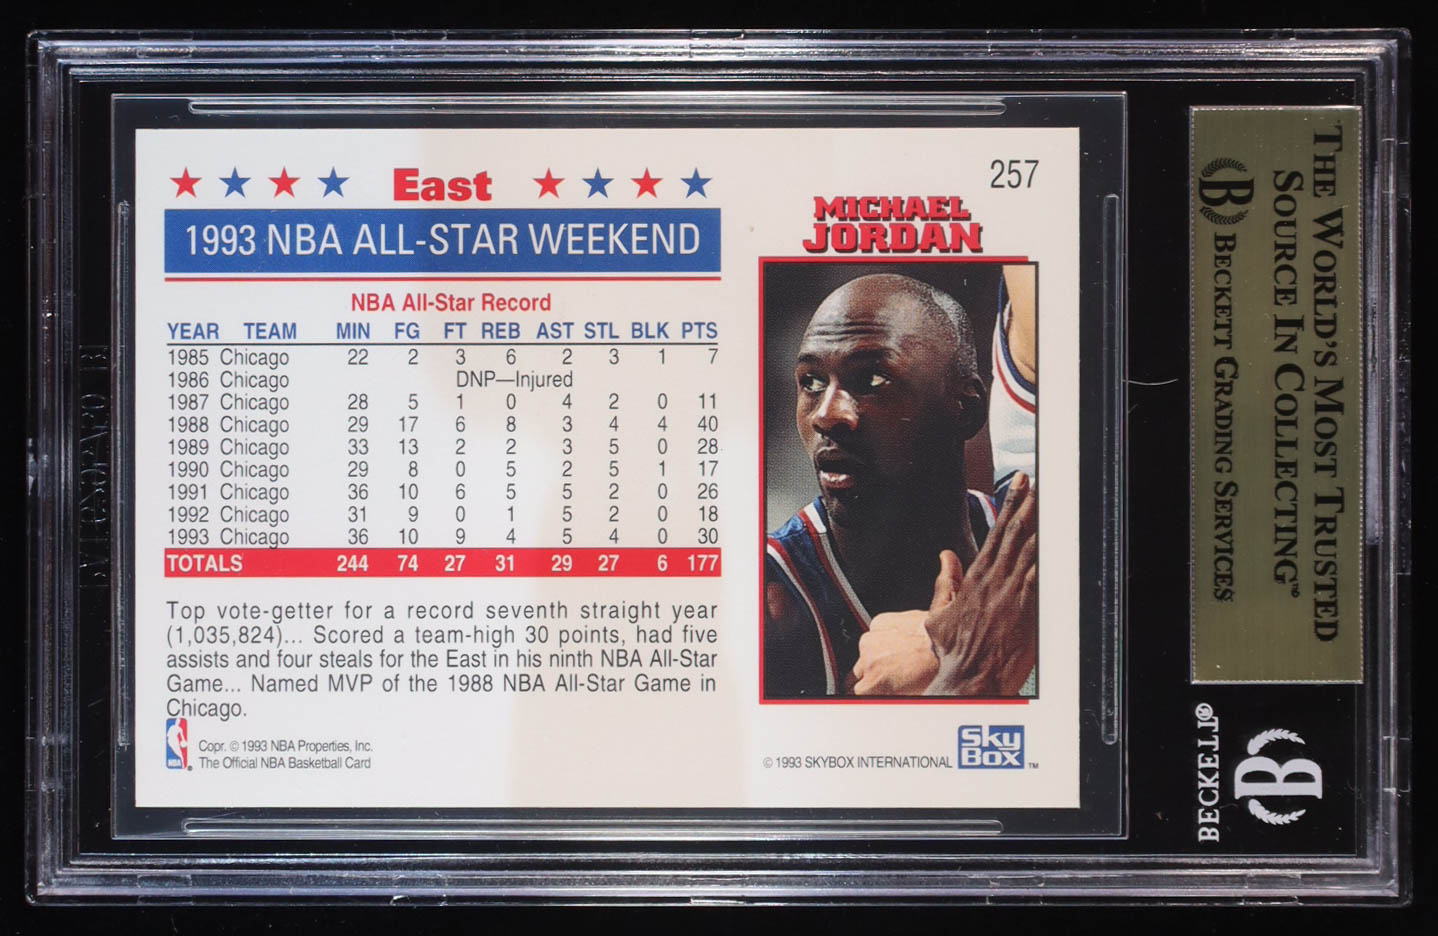 257
East
1993 NBA ALL-STAR WEEKEND
MICHAEL
JORDAN
NBA All-Star Record
YEAR TEAM MIN FG FT REB AST STL BLK PTS
1985 Chicago 22 2 3 6 2 3 1 7
1986 Chicago DNP—Injured
1987 Chicago 28 5 1 0 4 2 0 11
1988 Chicago 29 17 6 8 3 4 4 40
1989 Chicago 33 13 2 2 3 5 0 28
1990 Chicago 29 8 0 5 2 5 1 17
1991 Chicago 36 10 6 5 5 2 0 26
1992 Chicago 31 9 0 1 5 2 0 18
1993 Chicago 36 10 9 4 5 4 0 30
TOTALS 244 74 27 31 29 27 6 177
Top vote-getter for a record seventh straight year
(1,035,824)... Scored a team-high 30 points, had five
assists and four steals for the East in his ninth NBA All-Star
Game... Named MVP of the 1988 NBA All-Star Game in
Chicago.
NBA
Copr. © 1993 NBA Properties, Inc.
The Official NBA Basketball Card
© 1993 SKYBOX INTERNATIONAL
Sky
BOX ™
THE WORLD'S MOST TRUSTED
SOURCE IN COLLECTING™
B BECKETT GRADING SERVICES
BECKETT®
B